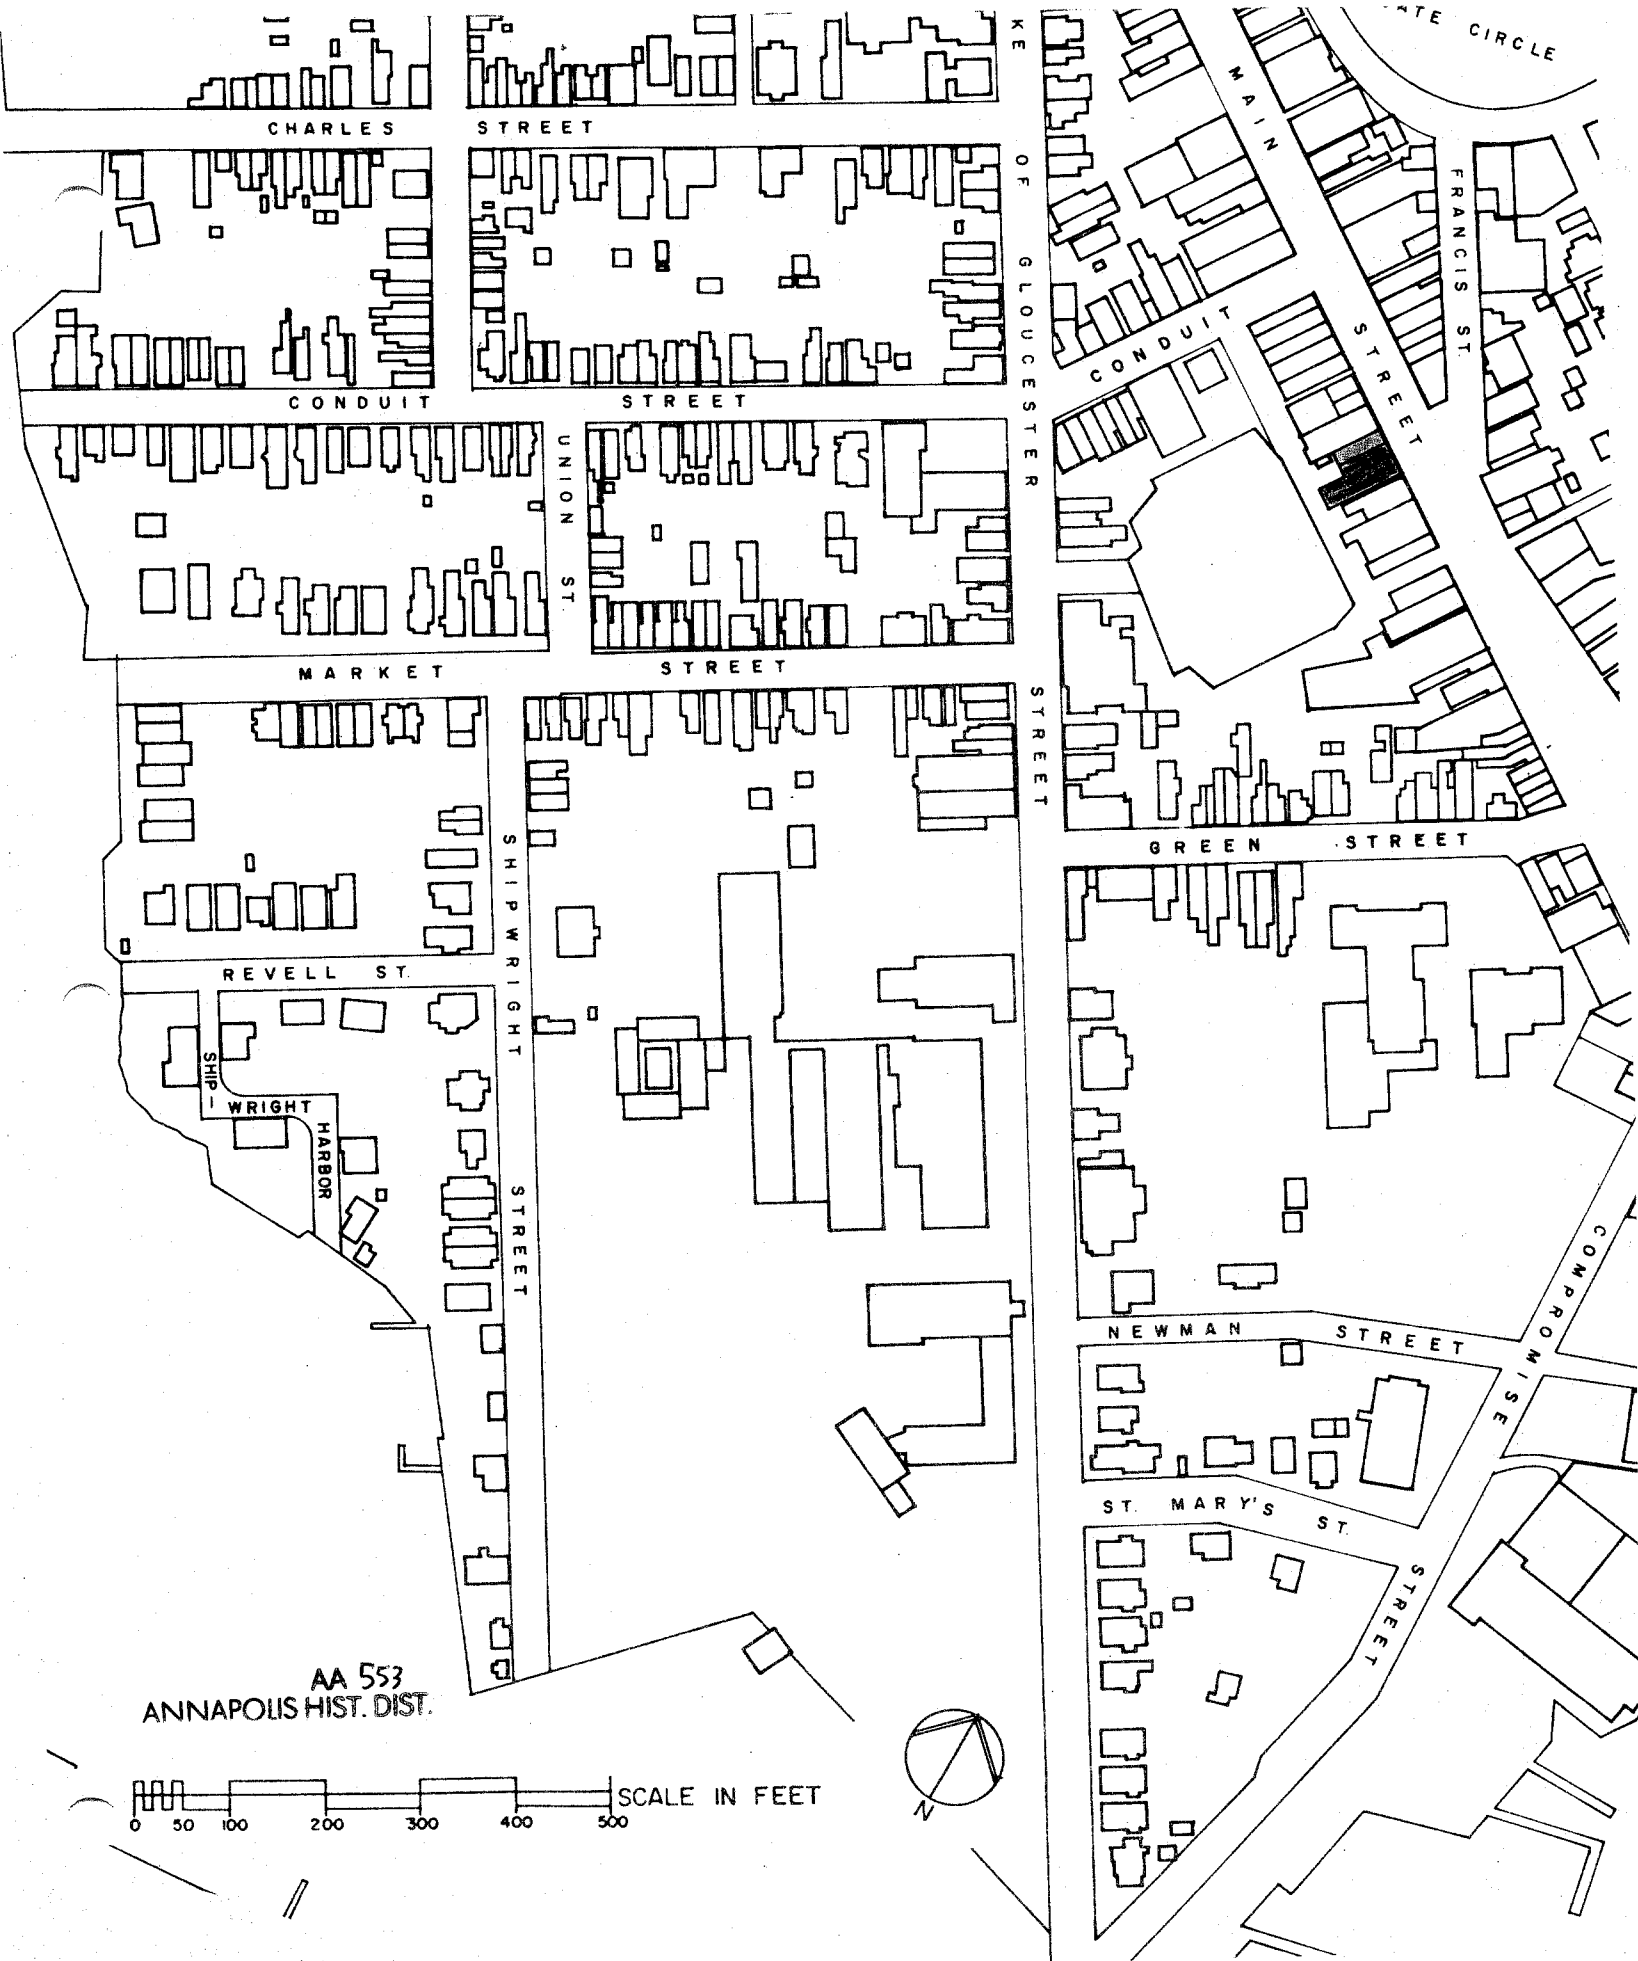 ATE CIRCLE
KE OF GLOUCESTER STREET
MAIN STREET
CHARLES STREET
FRANCIS ST.
CONDUIT
CONDUIT STREET
UNION ST.
MARKET STREET
GREEN STREET
SHIPWRIGHT STREET
REVELL ST.
SHIP-
WRIGHT
HARBOR
COMPROMISE STREET
NEWMAN STREET
ST. MARY'S ST.
AA 553
ANNAPOLIS HIST. DIST.
SCALE IN FEET
0 50 100 200 300 400 500
N